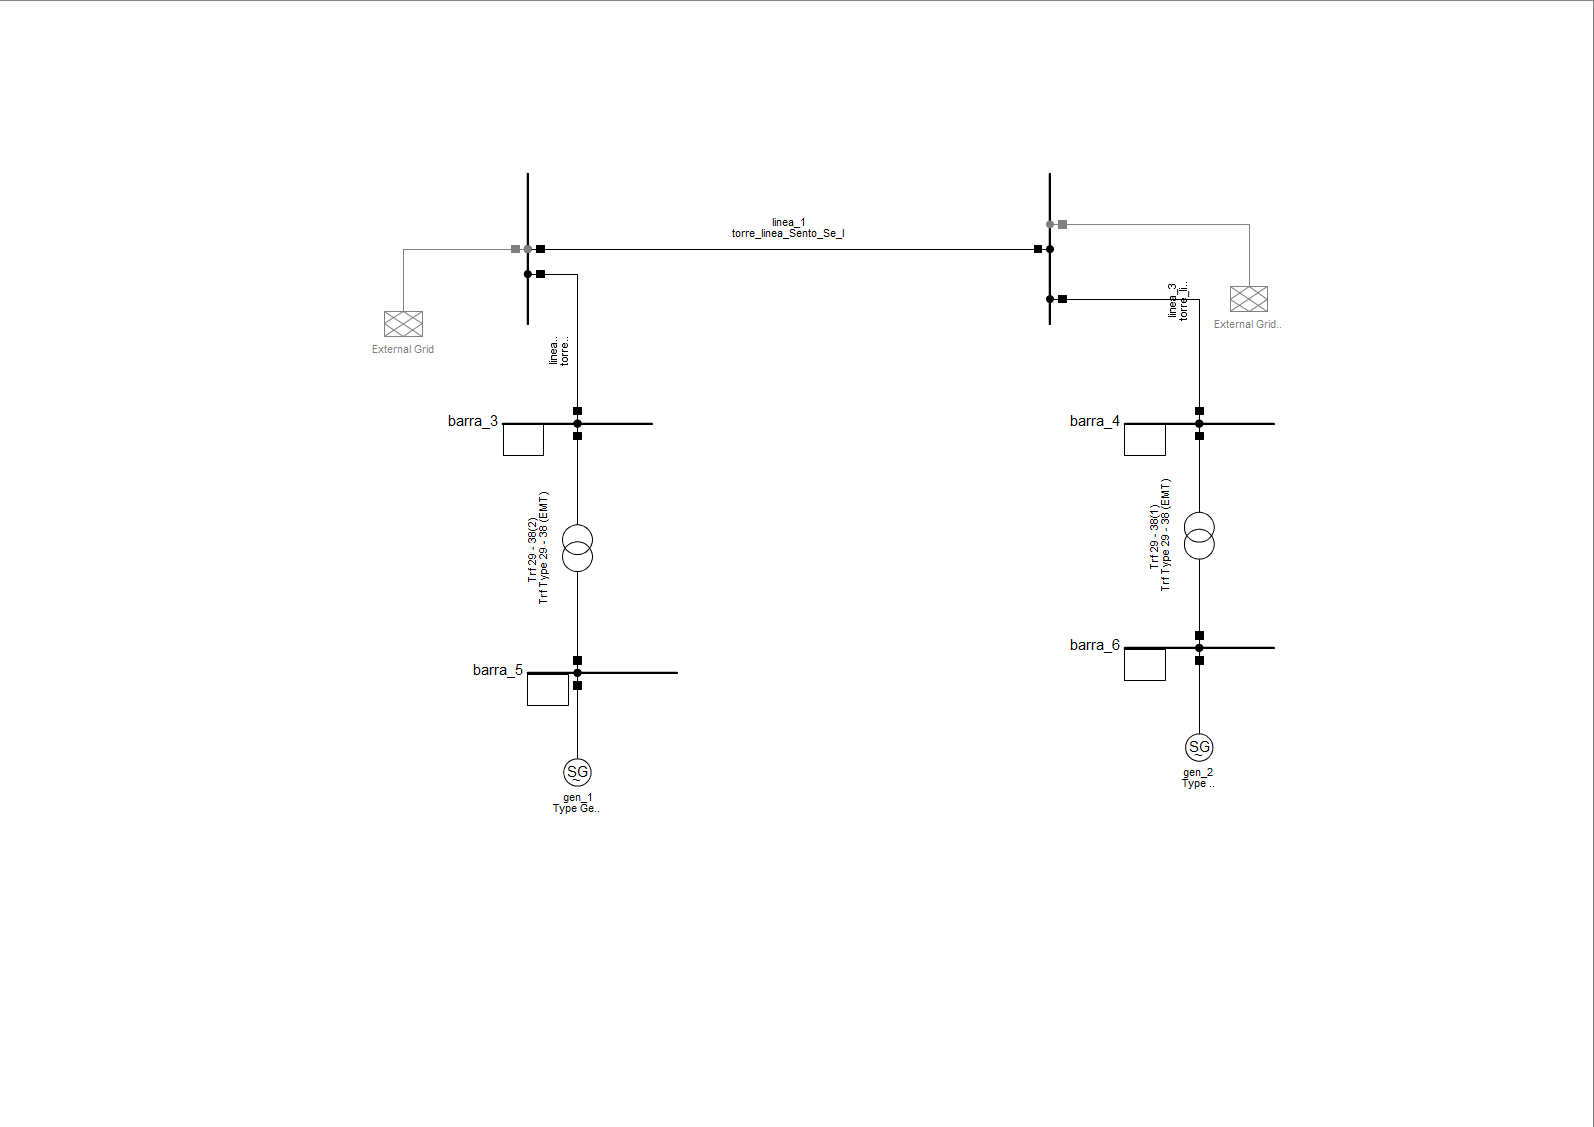 linea_1
torre_linea_Sento_Se_I
External Grid
External Grid..
linea..
torre..
linea_3
torre_li..
barra_3
barra_4
Trf 29 - 38(2)
Trf Type 29 - 38 (EMT)
Trf 29 - 38(1)
Trf Type 29 - 38 (EMT)
barra_5
barra_6
SG
~
gen_1
Type Ge..
SG
~
gen_2
Type ..